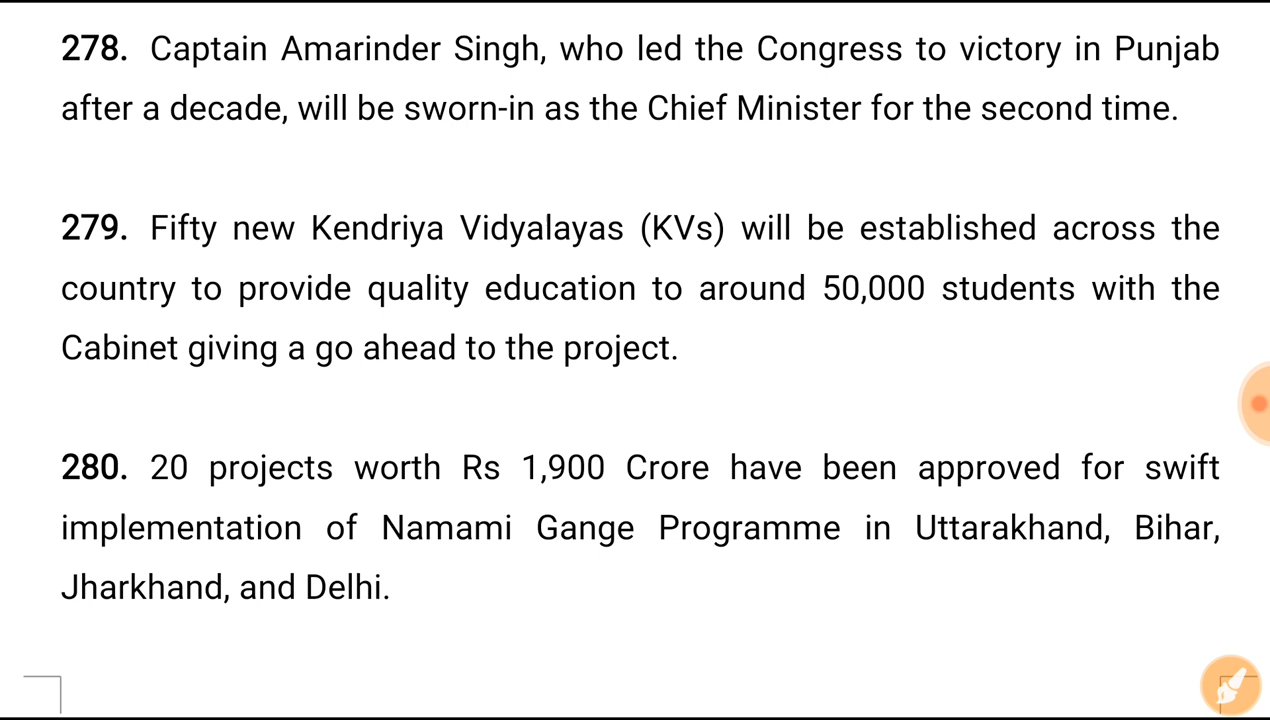 278. Captain Amarinder Singh, who led the Congress to victory in Punjab
after a decade, will be sworn-in as the Chief Minister for the second time.
279. Fifty new Kendriya Vidyalayas (KVs) will be established across the
country to provide quality education to around 50,000 students with the
Cabinet giving a go ahead to the project.
280. 20 projects worth Rs 1,900 Crore have been approved for swift
implementation of Namami Gange Programme in Uttarakhand, Bihar,
Jharkhand, and Delhi.